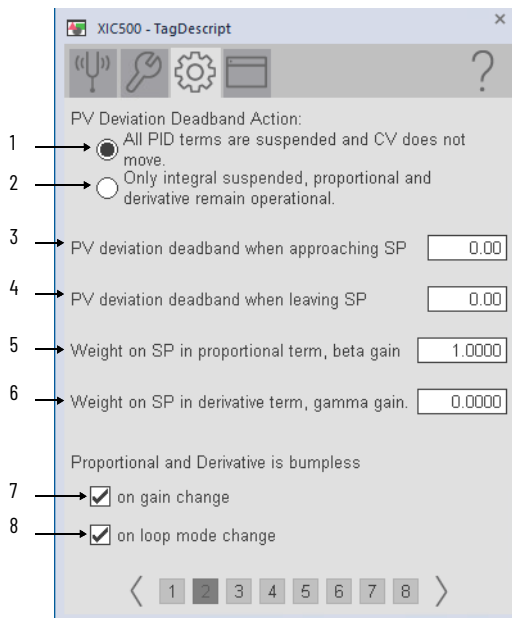 XIC500 - TagDescript
×
?
PV Deviation Deadband Action:
1
All PID terms are suspended and CV does not
move.
2
Only integral suspended, proportional and
derivative remain operational.
3
PV deviation deadband when approaching SP
0.00
4
PV deviation deadband when leaving SP
0.00
5
Weight on SP in proportional term, beta gain
1.0000
6
Weight on SP in derivative term, gamma gain.
0.0000
Proportional and Derivative is bumpless
7
on gain change
8
on loop mode change
1 2 3 4 5 6 7 8